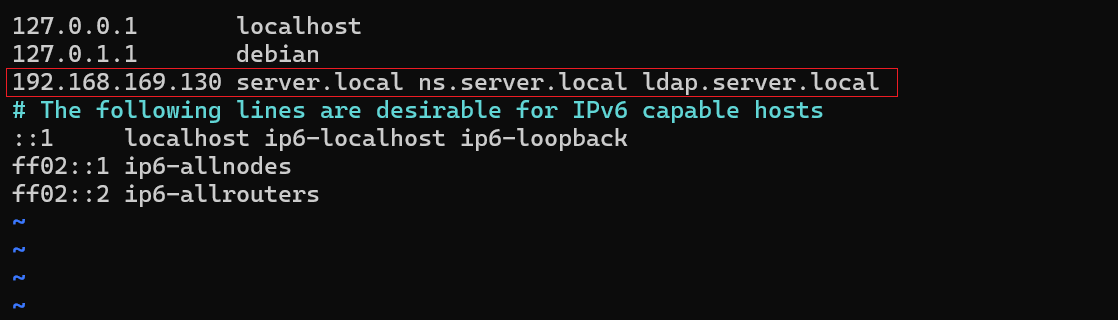 127.0.0.1       localhost
127.0.1.1       debian
192.168.169.130 server.local ns.server.local ldap.server.local
# The following lines are desirable for IPv6 capable hosts
::1     localhost ip6-localhost ip6-loopback
ff02::1 ip6-allnodes
ff02::2 ip6-allrouters
~
~
~
~